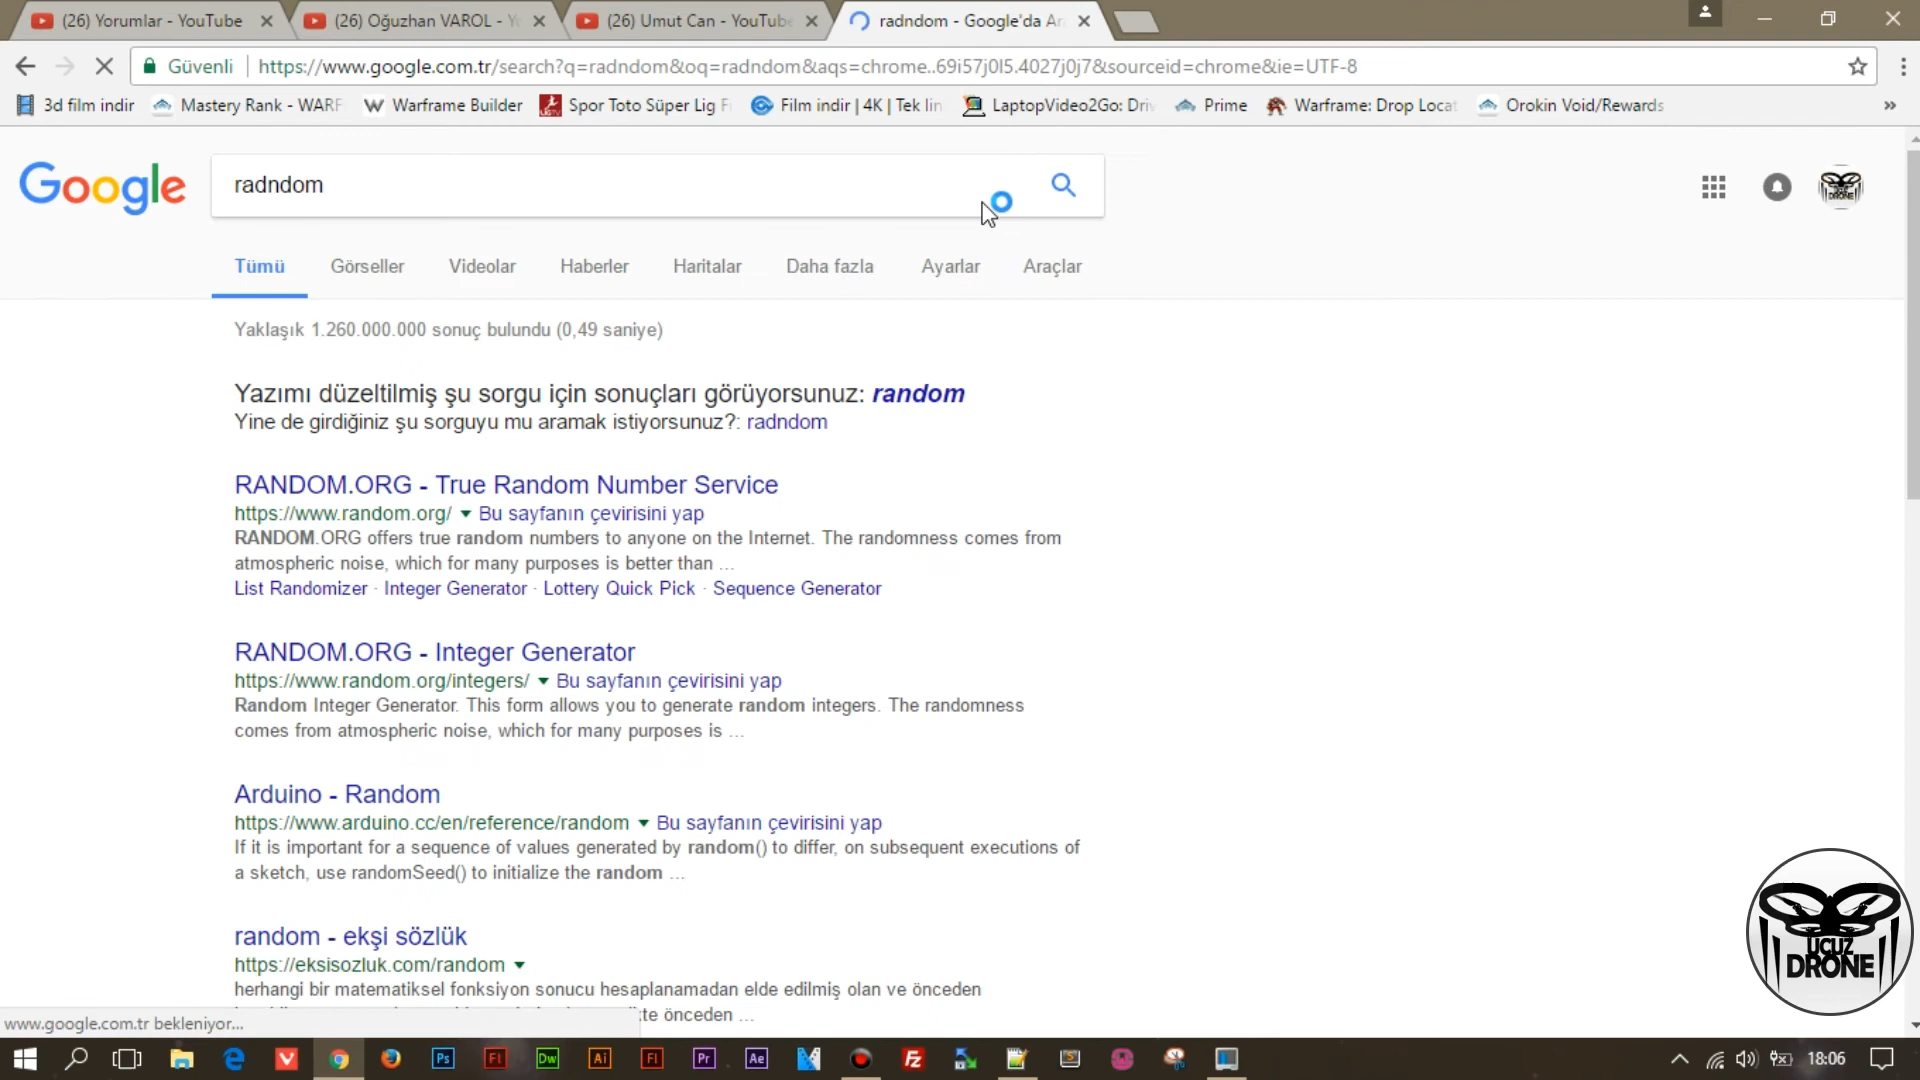 (26) Yorumlar - YouTube
(26) Oğuzhan VAROL - Y
(26) Umut Can - YouTube
radndom - Google'da Ar
Güvenli
https://www.google.com.tr/search?q=radndom&oq=radndom&aqs=chrome..69i57j0l5.4027j0j7&sourceid=chrome&ie=UTF-8
3d film indir
Mastery Rank - WARF
Warframe Builder
Spor Toto Süper Lig F
Film indir | 4K | Tek lin
LaptopVideo2Go: Driv
Prime
Warframe: Drop Locat
Orokin Void/Rewards
»
Google
radndom
Tümü
Görseller
Videolar
Haberler
Haritalar
Daha fazla
Ayarlar
Araçlar
Yaklaşık 1.260.000.000 sonuç bulundu (0,49 saniye)
Yazımı düzeltilmiş şu sorgu için sonuçları görüyorsunuz: random
Yine de girdiğiniz şu sorguyu mu aramak istiyorsunuz?: radndom
RANDOM.ORG - True Random Number Service
https://www.random.org/ Bu sayfanın çevirisini yap
RANDOM.ORG offers true random numbers to anyone on the Internet. The randomness comes from
atmospheric noise, which for many purposes is better than ...
List Randomizer · Integer Generator · Lottery Quick Pick · Sequence Generator
RANDOM.ORG - Integer Generator
https://www.random.org/integers/ Bu sayfanın çevirisini yap
Random Integer Generator. This form allows you to generate random integers. The randomness
comes from atmospheric noise, which for many purposes is ...
Arduino - Random
https://www.arduino.cc/en/reference/random Bu sayfanın çevirisini yap
If it is important for a sequence of values generated by random() to differ, on subsequent executions of
a sketch, use randomSeed() to initialize the random ...
random - ekşi sözlük
https://eksisozluk.com/random
herhangi bir matematiksel fonksiyon sonucu hesaplanamadan elde edilmiş olan ve önceden
kte önceden ...
www.google.com.tr bekleniyor...
UCUZ
DRONE
Ps
Fl
Dw
Ai
Fl
Pr
Ae
Fz
18:06